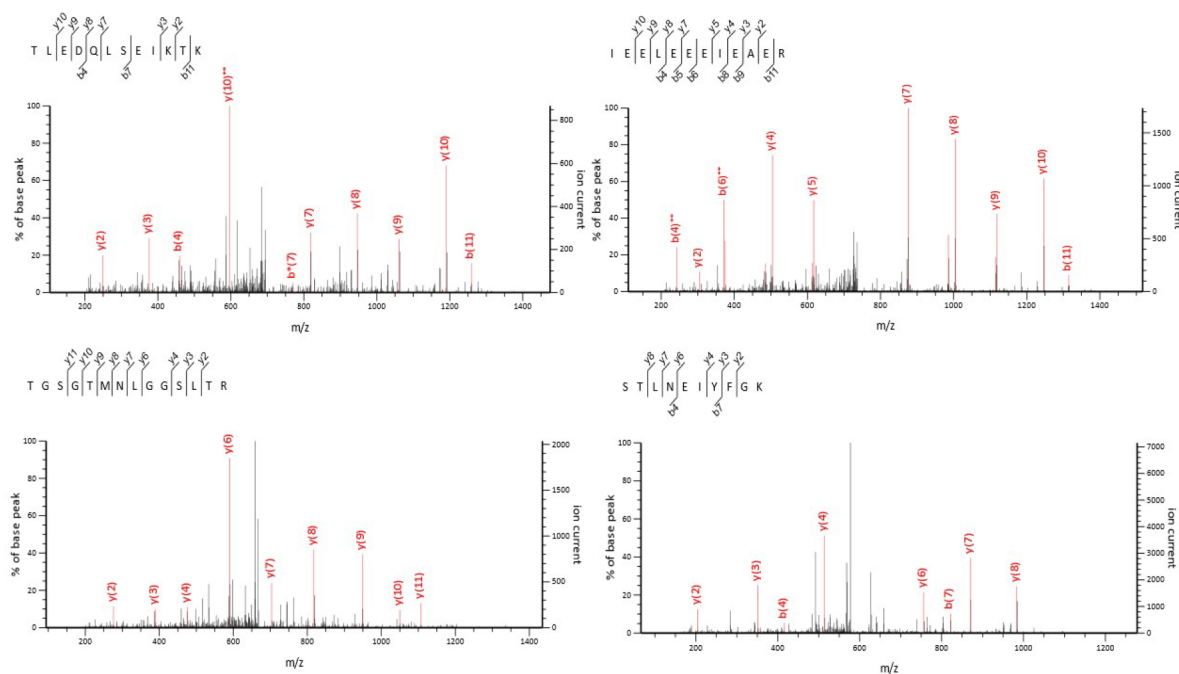 y10 y9 y8 y7 y3 y2
T L E D Q L S E I K T K
b4 b7 b11
% of base peak
100
80
60
40
20
0
y(2)
y(3)
b(4)
y(10)++
b*(7)
y(7)
y(8)
y(9)
y(10)
b(11)
800
600
400
200
0
ion current
200 400 600 800 1000 1200 1400
m/z
y10 y9 y8 y7 y5 y4 y3 y2
I E E L E E E I E A E R
b4 b5 b6 b8 b9 b11
% of base peak
100
80
60
40
20
0
b(4)++
y(2)
b(6)++
y(4)
y(5)
y(7)
y(8)
y(9)
y(10)
b(11)
1500
1000
500
0
ion current
200 400 600 800 1000 1200 1400
m/z
y11 y10 y9 y8 y7 y6 y4 y3 y2
T G S G T M N L G G S L T R
% of base peak
100
80
60
40
20
0
y(2)
y(3)
y(4)
y(6)
y(7)
y(8)
y(9)
y(10)
y(11)
2000
1500
1000
500
0
ion current
200 400 600 800 1000 1200 1400
m/z
y8 y7 y6 y4 y3 y2
S T L N E I Y F G K
b4 b7
% of base peak
100
80
60
40
20
0
y(2)
y(3)
b(4)
y(4)
y(6)
b(7)
y(7)
y(8)
7000
6000
5000
4000
3000
2000
1000
0
ion current
200 400 600 800 1000 1200
m/z